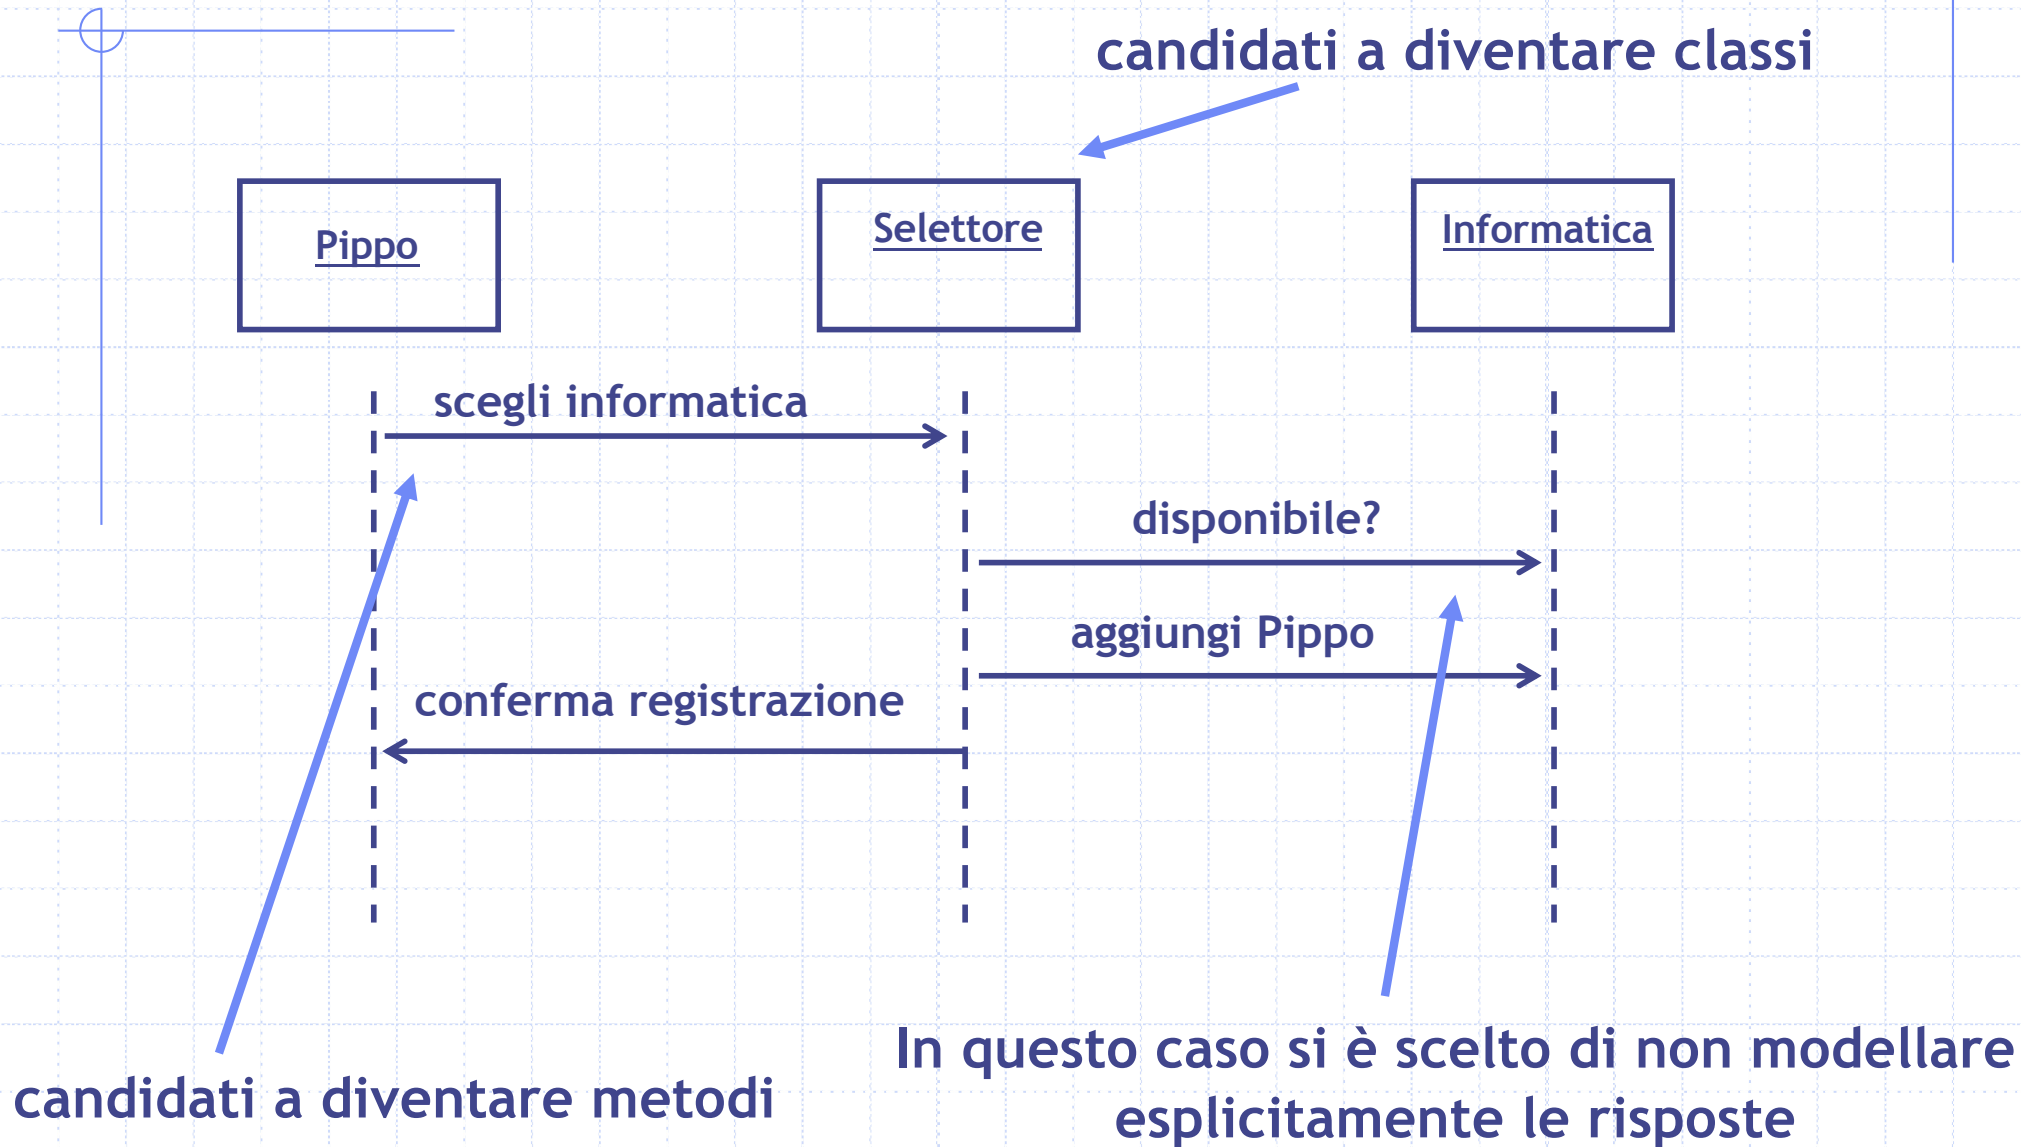 candidati a diventare classi
Pippo
Selettore
Informatica
scegli informatica
disponibile?
aggiungi Pippo
conferma registrazione
In questo caso si è scelto di non modellare
esplicitamente le risposte
candidati a diventare metodi